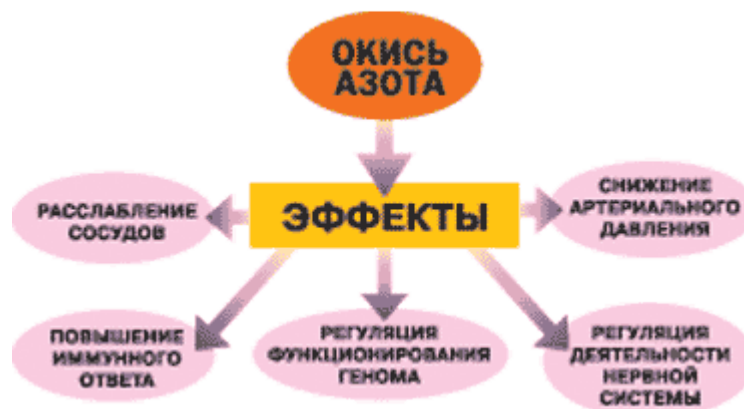 ОКИСЬ
АЗОТА
ЭФФЕКТЫ
РАССЛАБЛЕНИЕ
СОСУДОВ
СНИЖЕНИЕ
АРТЕРИАЛЬНОГО
ДАВЛЕНИЯ
ПОВЫШЕНИЕ
ИММУННОГО
ОТВЕТА
РЕГУЛЯЦИЯ
ФУНКЦИОНИРОВАНИЯ
ГЕНОМА
РЕГУЛЯЦИЯ
ДЕЯТЕЛЬНОСТИ
НЕРВНОЙ
СИСТЕМЫ